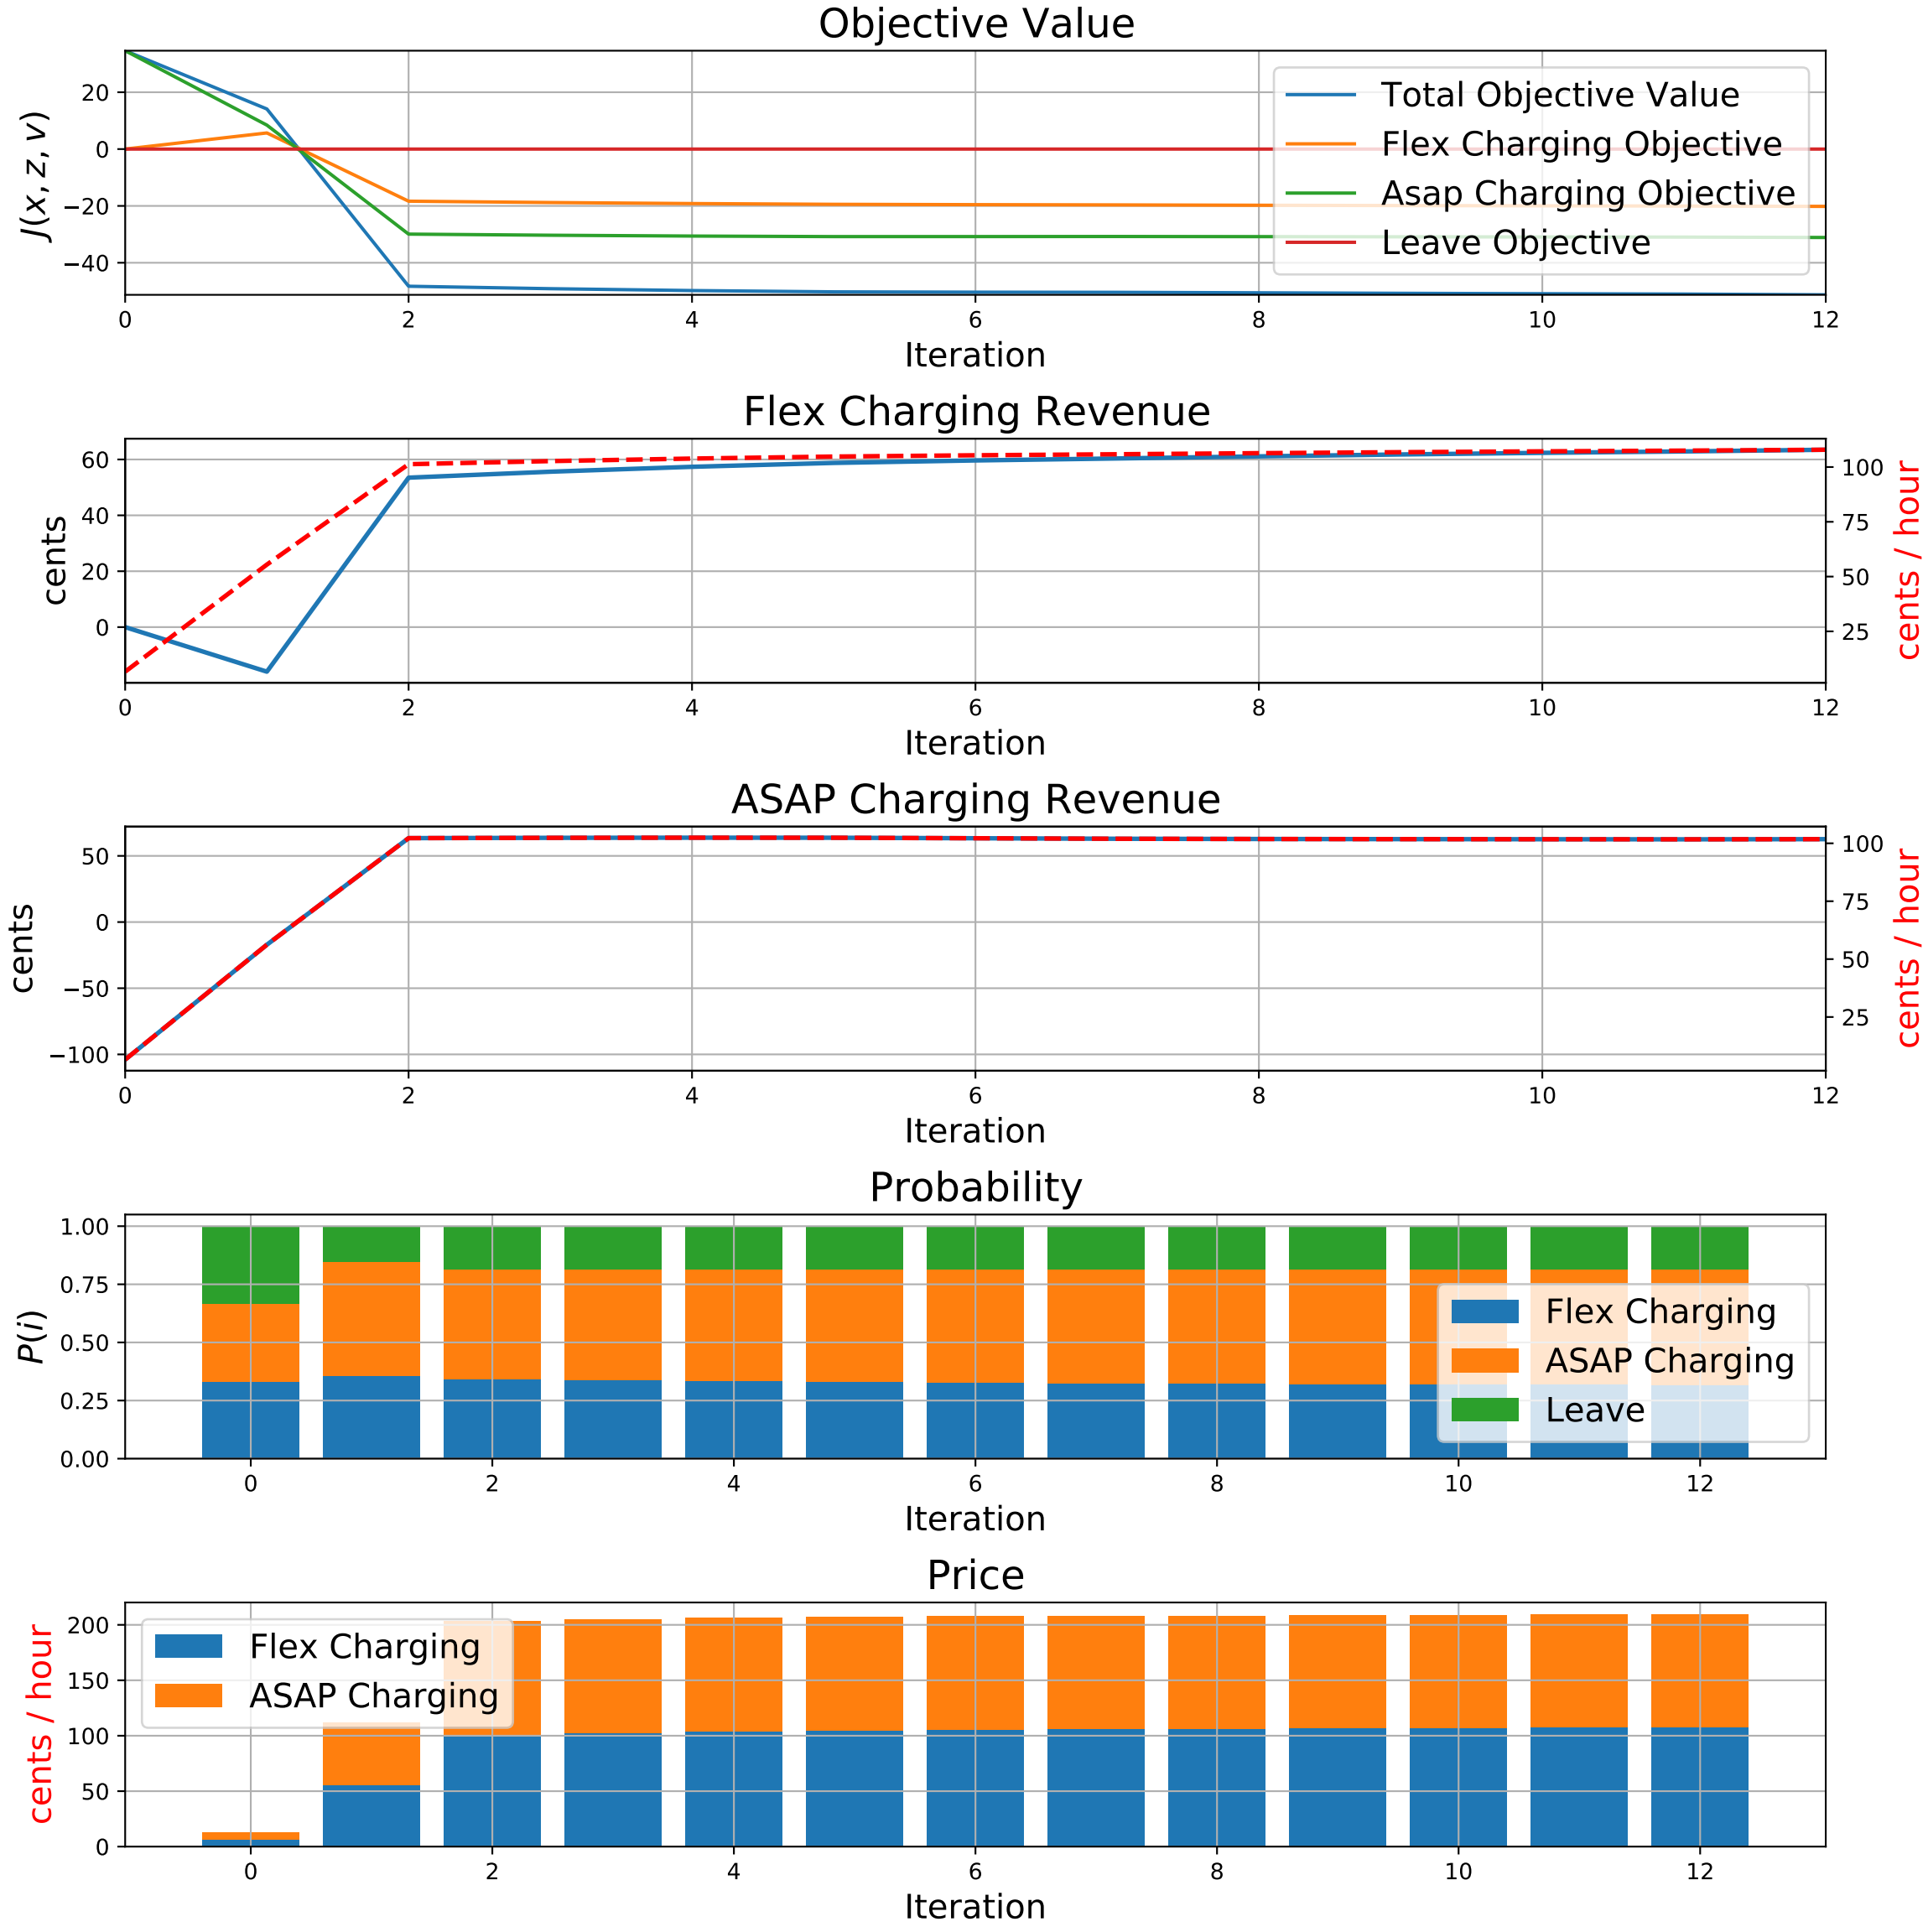 Objective Value
J(x, z, v)
20
0
−20
−40
Total Objective Value
Flex Charging Objective
Asap Charging Objective
Leave Objective
0 2 4 6 8 10 12
Iteration
Flex Charging Revenue
cents
60
40
20
0
100
75
50
25
cents / hour
0 2 4 6 8 10 12
Iteration
ASAP Charging Revenue
cents
50
0
−50
−100
100
75
50
25
cents / hour
0 2 4 6 8 10 12
Iteration
Probability
P(i)
1.00
0.75
0.50
0.25
0.00
Flex Charging
ASAP Charging
Leave
0 2 4 6 8 10 12
Iteration
Price
cents / hour
200
150
100
50
0
Flex Charging
ASAP Charging
0 2 4 6 8 10 12
Iteration